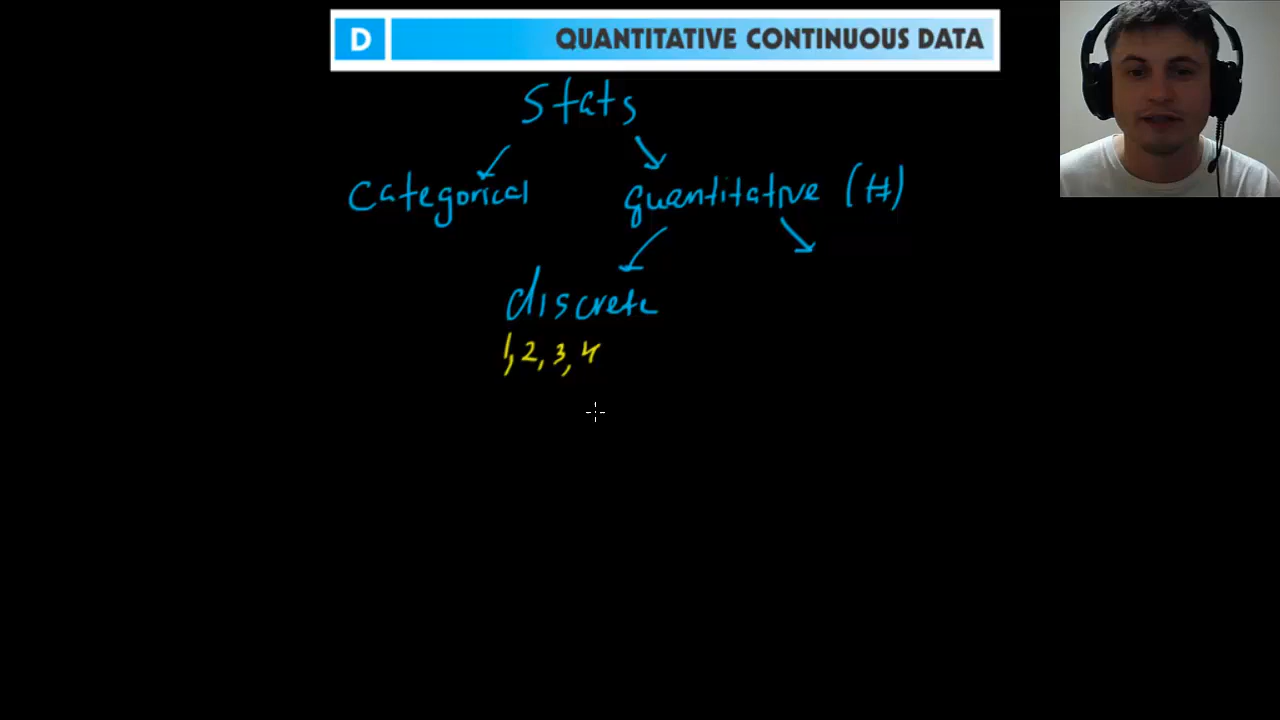 D QUANTITATIVE CONTINUOUS DATA
Stats
Categorical quantitative (#)
discrete
1, 2, 3, 4